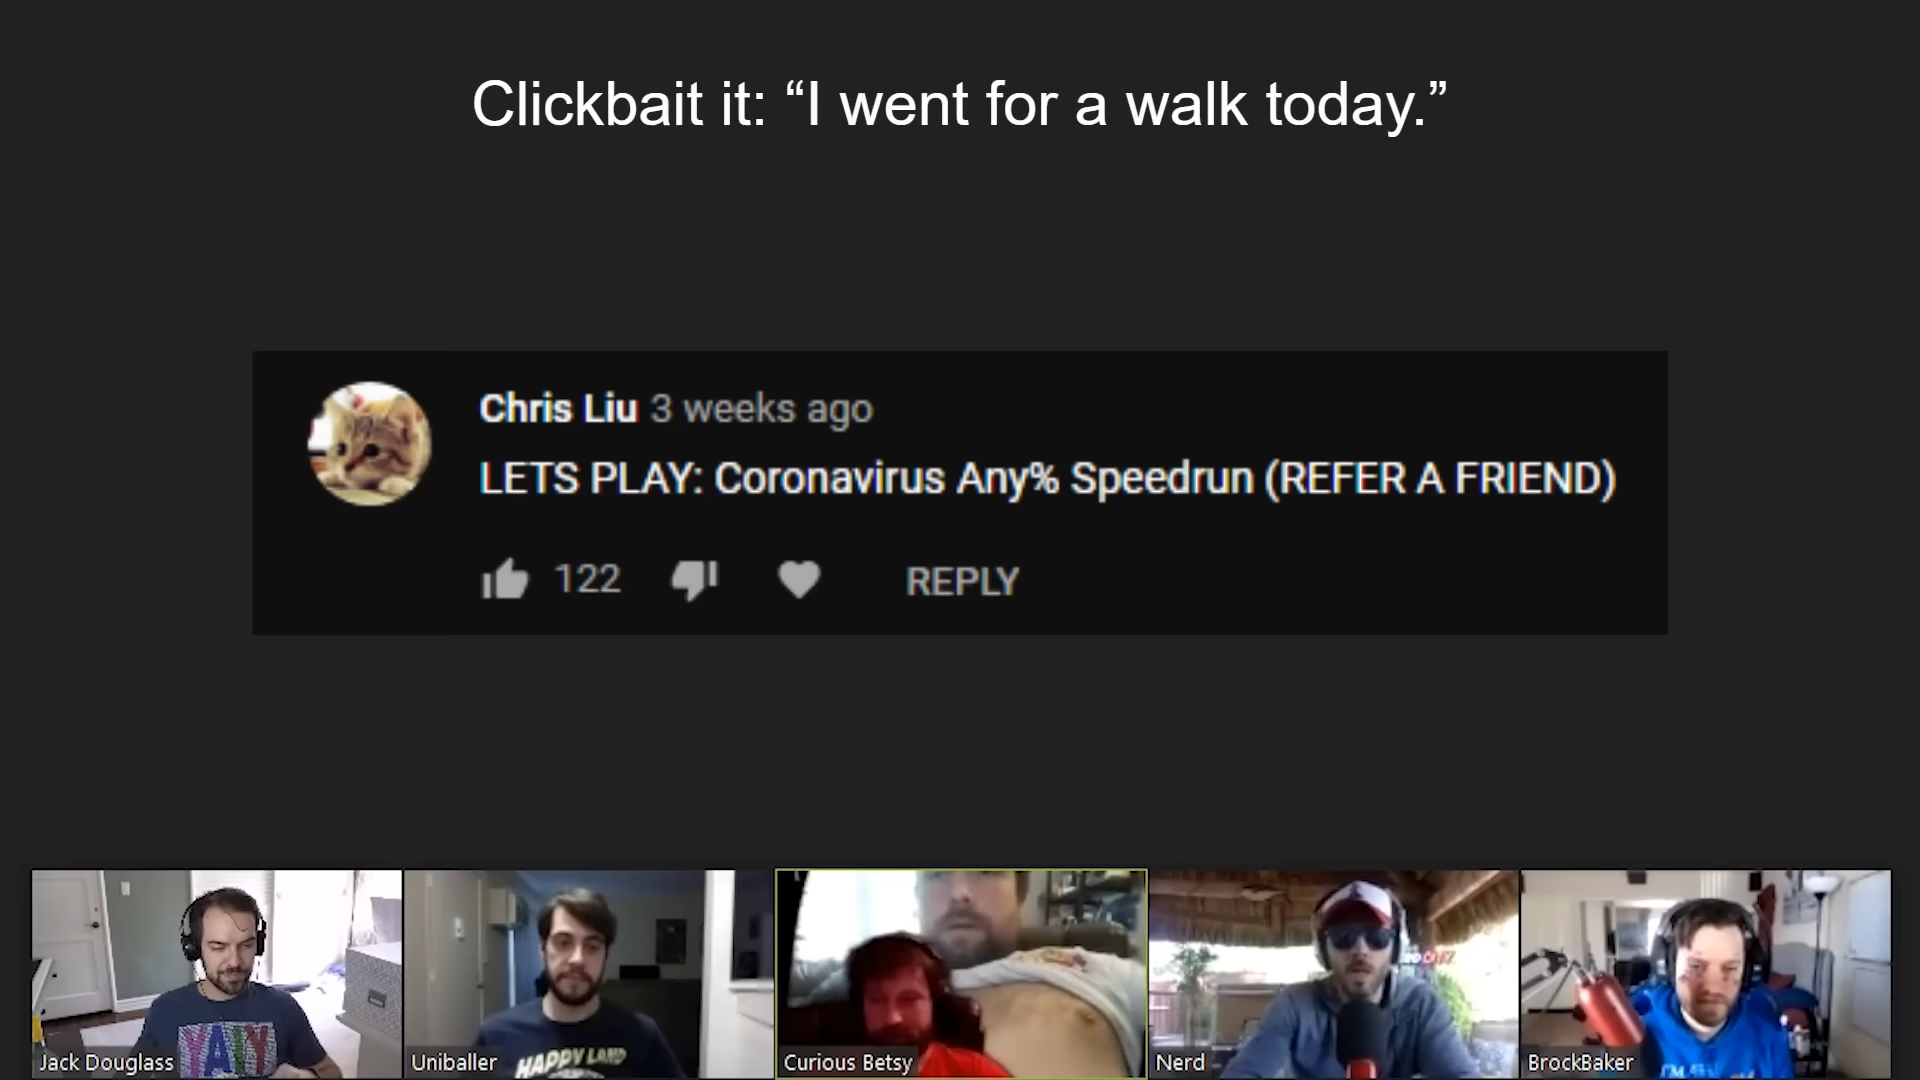 Clickbait it: “I went for a walk today.”
Chris Liu 3 weeks ago
LETS PLAY: Coronavirus Any% Speedrun (REFER A FRIEND)
122 REPLY
YAIY
HAPPY LAND
Jack Douglass
Uniballer
Curious Betsy
Nerd
BrockBaker